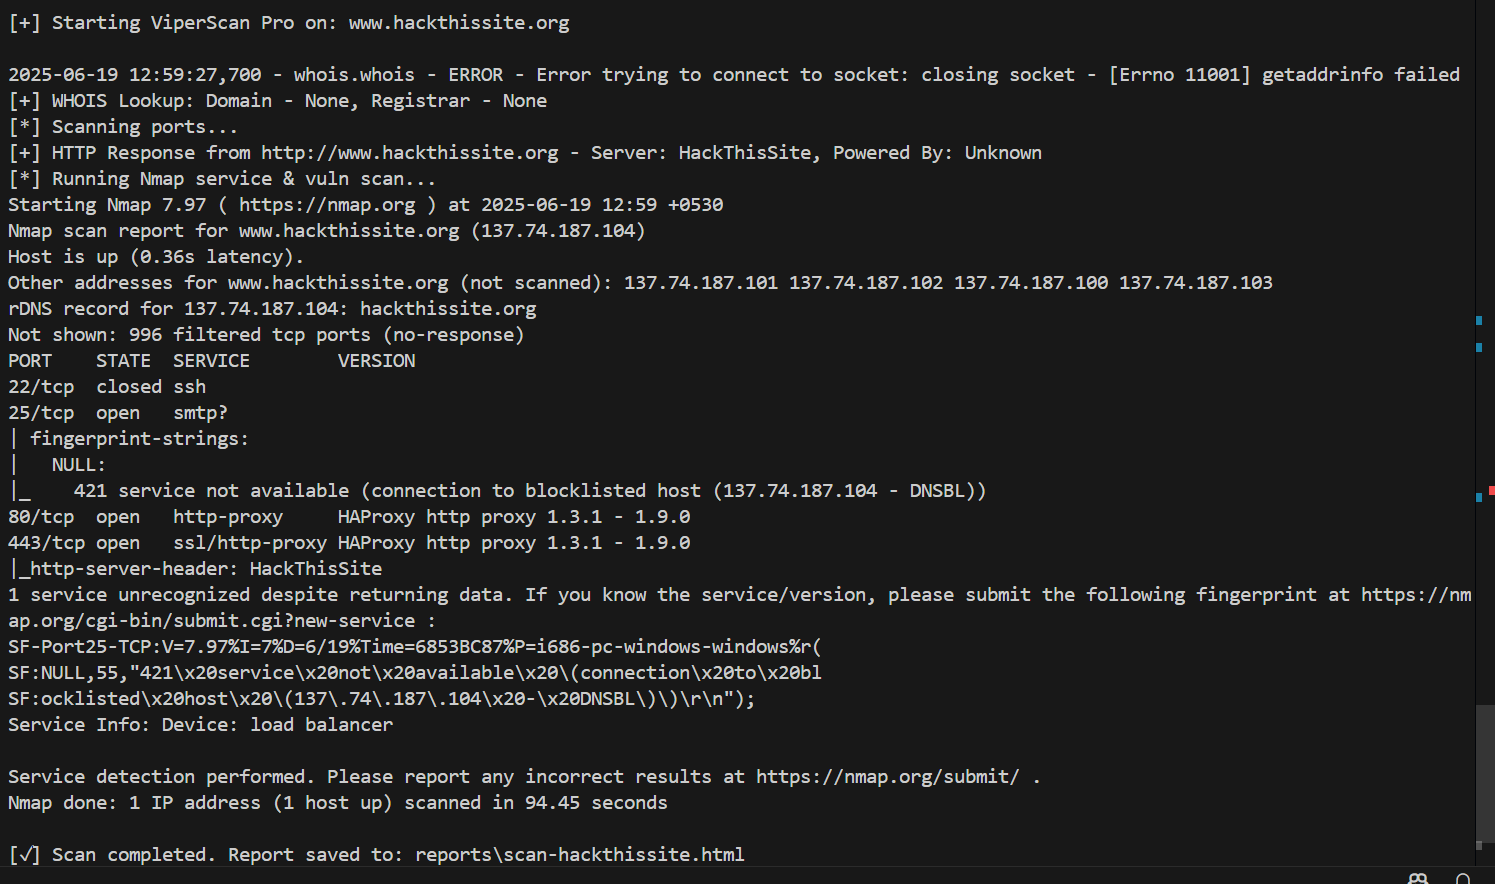 [+] Starting ViperScan Pro on: www.hackthissite.org
2025-06-19 12:59:27,700 - whois.whois - ERROR - Error trying to connect to socket: closing socket - [Errno 11001] getaddrinfo failed
[+] WHOIS Lookup: Domain - None, Registrar - None
[*] Scanning ports...
[+] HTTP Response from http://www.hackthissite.org - Server: HackThisSite, Powered By: Unknown
[*] Running Nmap service & vuln scan...
Starting Nmap 7.97 ( https://nmap.org ) at 2025-06-19 12:59 +0530
Nmap scan report for www.hackthissite.org (137.74.187.104)
Host is up (0.36s latency).
Other addresses for www.hackthissite.org (not scanned): 137.74.187.101 137.74.187.102 137.74.187.100 137.74.187.103
rDNS record for 137.74.187.104: hackthissite.org
Not shown: 996 filtered tcp ports (no-response)
PORT    STATE  SERVICE        VERSION
22/tcp  closed ssh
25/tcp  open   smtp?
| fingerprint-strings:
|   NULL:
|_    421 service not available (connection to blocklisted host (137.74.187.104 - DNSBL))
80/tcp  open   http-proxy     HAProxy http proxy 1.3.1 - 1.9.0
443/tcp open   ssl/http-proxy HAProxy http proxy 1.3.1 - 1.9.0
|_http-server-header: HackThisSite
1 service unrecognized despite returning data. If you know the service/version, please submit the following fingerprint at https://nm
ap.org/cgi-bin/submit.cgi?new-service :
SF-Port25-TCP:V=7.97%I=7%D=6/19%Time=6853BC87%P=i686-pc-windows-windows%r(
SF:NULL,55,"421\x20service\x20not\x20available\x20\(connection\x20to\x20bl
SF:ocklisted\x20host\x20\(137\.74\.187\.104\x20-\x20DNSBL\)\)\r\n");
Service Info: Device: load balancer
Service detection performed. Please report any incorrect results at https://nmap.org/submit/ .
Nmap done: 1 IP address (1 host up) scanned in 94.45 seconds
[√] Scan completed. Report saved to: reports\scan-hackthissite.html